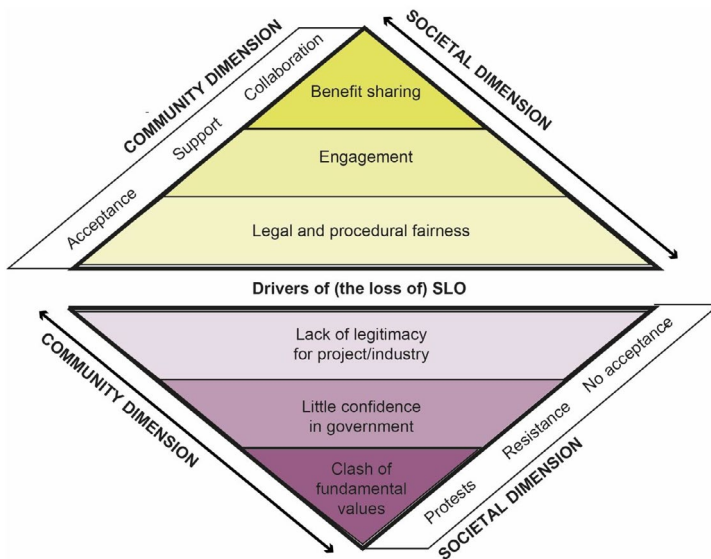 COMMUNITY DIMENSION
SOCIETAL DIMENSION
Collaboration
Support
Acceptance
Benefit sharing
Engagement
Legal and procedural fairness
Drivers of (the loss of) SLO
Lack of legitimacy
for project/industry
Little confidence
in government
Clash of
fundamental
values
COMMUNITY DIMENSION
No acceptance
Resistance
Protests
SOCIETAL DIMENSION